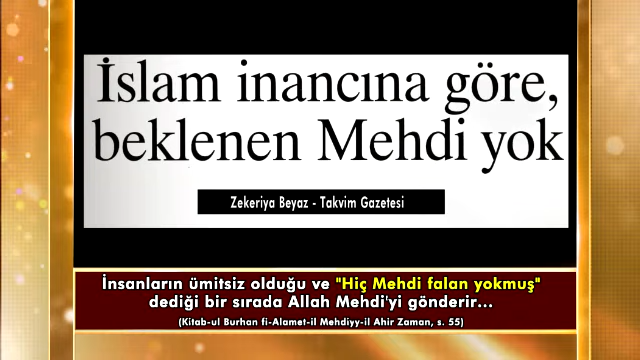 İslam inancına göre,
beklenen Mehdi yok
Zekeriya Beyaz - Takvim Gazetesi
İnsanların ümitsiz olduğu ve "Hiç Mehdi falan yokmuş"
dediği bir sırada Allah Mehdi'yi gönderir...
(Kitab-ul Burhan fi-Alamet-il Mehdiyy-il Ahir Zaman, s. 55)